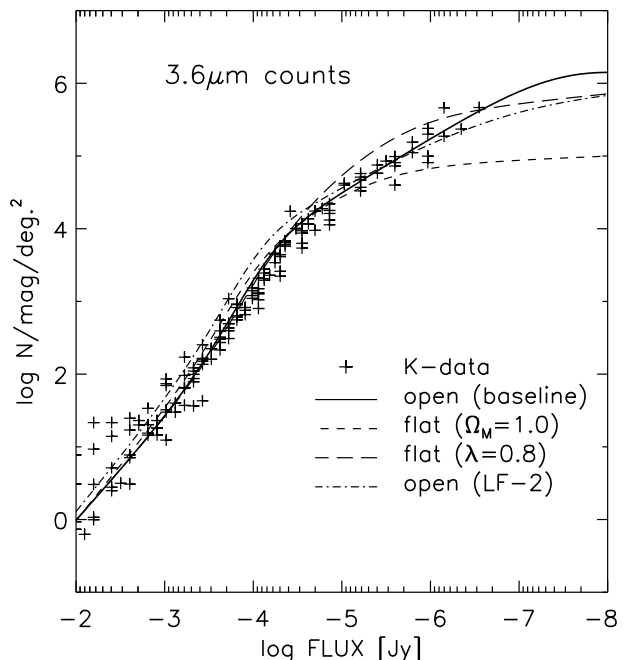 3.6μm counts
6
4
2
0
log N/mag/deg.²
K-data
open (baseline)
flat (Ωₘ=1.0)
flat (λ=0.8)
open (LF-2)
-2 -3 -4 -5 -6 -7 -8
log FLUX [Jy]